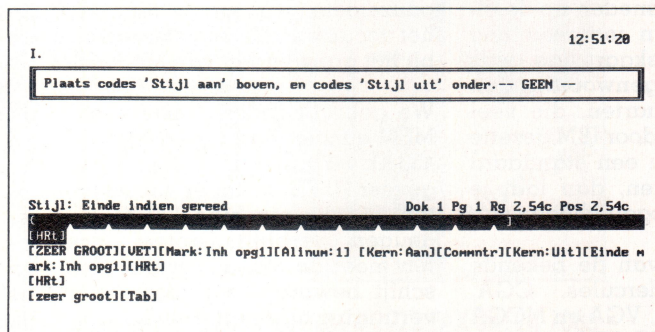 12:51:20
I.
Plaats codes 'Stijl aan' boven, en codes 'Stijl uit' onder.-- GEEN --
Stijl: Einde indien gereed Dok 1 Pg 1 Rg 2,54c Pos 2,54c
[HRt]
[ZEER GROOT][VET][Mark:Inh opg1][Alinum:1] [Kern:Aan][Commntr][Kern:Uit][Einde M
ark:Inh opg1][HRt]
[HRt]
[zeer groot][Tab]